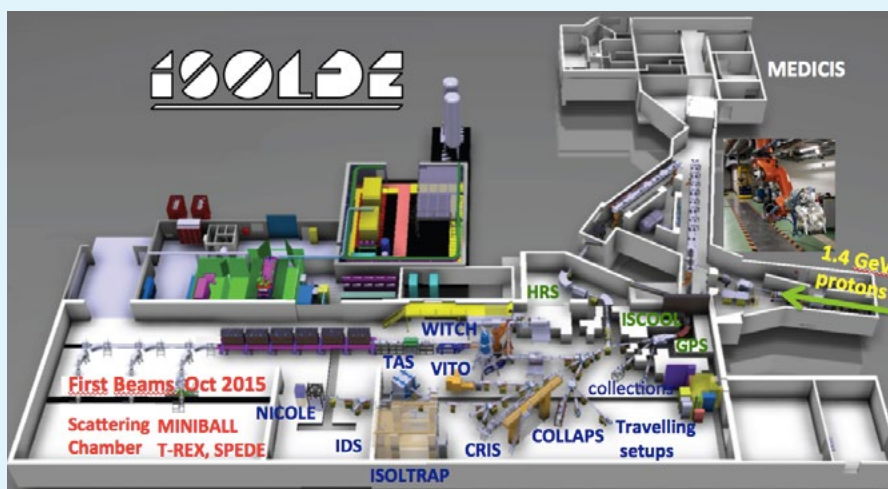 ISOLDE
MEDICIS
1.4 GeV
protons
HRS
ISCOOL
GPS
WITCH
TAS
VITO
collections
First Beams Oct 2015
NICOLE
Scattering
Chamber
MINIBALL
T-REX, SPEDE
IDS
ISOLTRAP
CRIS
COLLAPS
Travelling
setups